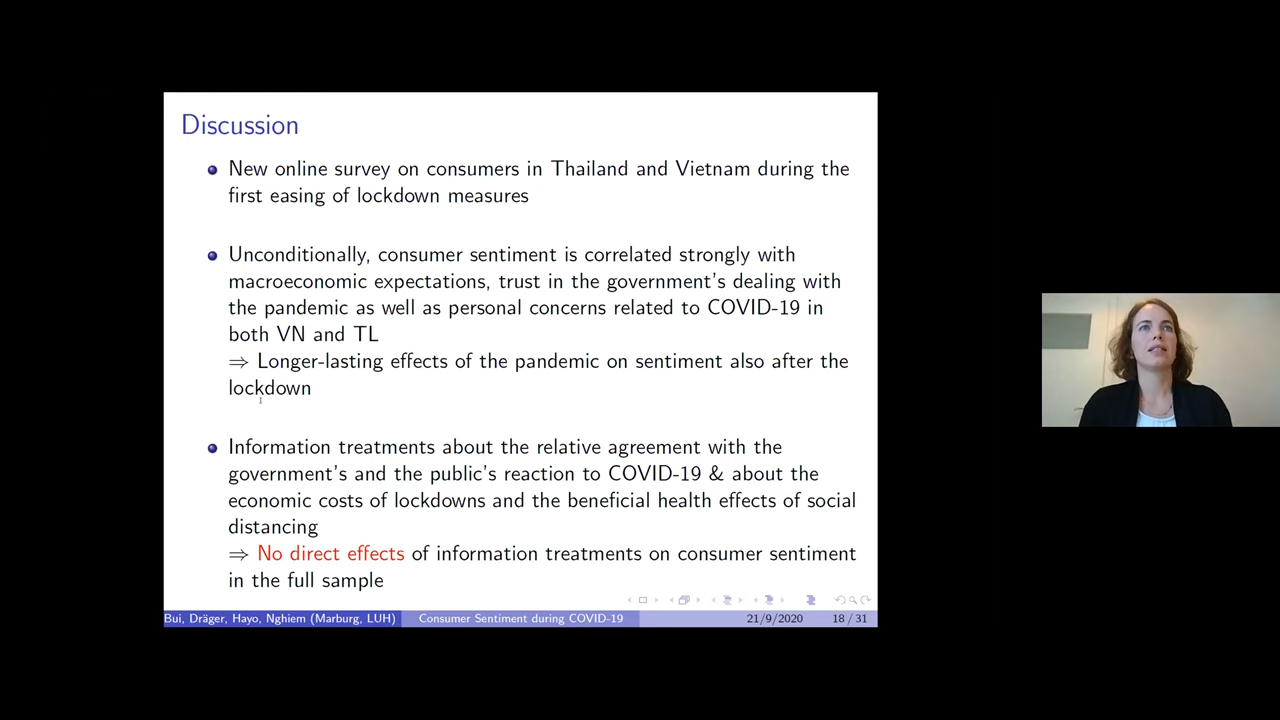 Discussion
New online survey on consumers in Thailand and Vietnam during the
first easing of lockdown measures
Unconditionally, consumer sentiment is correlated strongly with
macroeconomic expectations, trust in the government's dealing with
the pandemic as well as personal concerns related to COVID-19 in
both VN and TL
⇒ Longer-lasting effects of the pandemic on sentiment also after the
lockdown
Information treatments about the relative agreement with the
government's and the public's reaction to COVID-19 & about the
economic costs of lockdowns and the beneficial health effects of social
distancing
⇒ No direct effects of information treatments on consumer sentiment
in the full sample
Bui, Dräger, Hayo, Nghiem (Marburg, LUH) Consumer Sentiment during COVID-19 21/9/2020 18 / 31